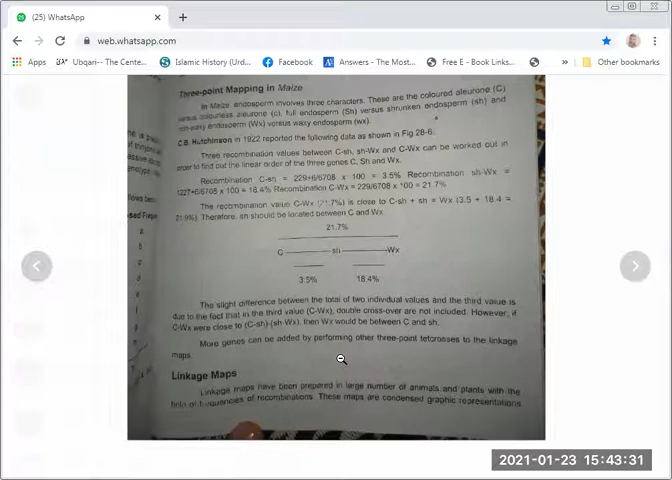 (25) WhatsApp
web.whatsapp.com
Apps
Ubqari-- The Cente...
Islamic History (Urd...
Facebook
Answers - The Most...
Free E - Book Links...
Other bookmarks
Three-point Mapping in Maize
In Maize, endosperm involves three characters. These are the coloured aleurone (C)
versus colourless aleurone (c), full endosperm (Sh) versus shrunken endosperm (sh) and
non-waxy endosperm (Wx) versus waxy endosperm (wx).
C.B. Hutchinson in 1922 reported the following data as shown in Fig 28-6.
Three recombination values between C-sh, sh-Wx and C-Wx can be worked out in
order to find out the linear order of the three genes C, Sh and Wx.
Recombination C-sh = 229+6/6708 x 100 = 3.5% Recombination sh-Wx =
1227+6/6708 x 100 = 18.4% Recombination C-Wx = 229/6708 x 100 = 21.7%
The recombination value C-Wx (21.7%) is close to C-sh + sh = Wx (3.5 + 18.4 =
21.9%) Therefore, sh should be located between C and Wx.
21.7%
C sh Wx
3.5% 18.4%
The slight difference between the total of two individual values and the third value is
due to the fact that in the third value (C-Wx), double cross-over are not included. However, if
C-Wx were close to (C-sh)-(sh-Wx), then Wx would be between C and sh.
More genes can be added by performing other three-point tetcrosses to the linkage
maps.
Linkage Maps
Linkage maps have been prepared in large number of animals and plants with the
help of frequencies of recombinations. These maps are condensed graphic representations
2021-01-23 15:43:31